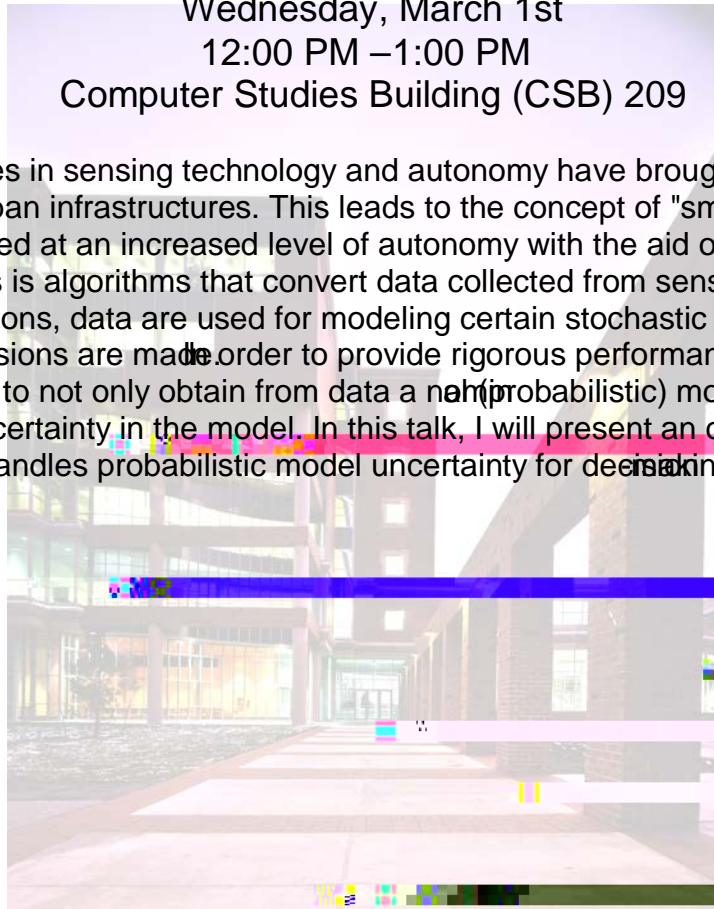 Wednesday, March 1st
12:00 PM –1:00 PM
Computer Studies Building (CSB) 209
es in sensing technology and autonomy have broug
ban infrastructures. This leads to the concept of "sm
ed at an increased level of autonomy with the aid o
s is algorithms that convert data collected from sens
ons, data are used for modeling certain stochastic
sions are made. In order to provide rigorous performan
to not only obtain from data a (probabilistic) mo
certainty in the model. In this talk, I will present an o
andles probabilistic model uncertainty for